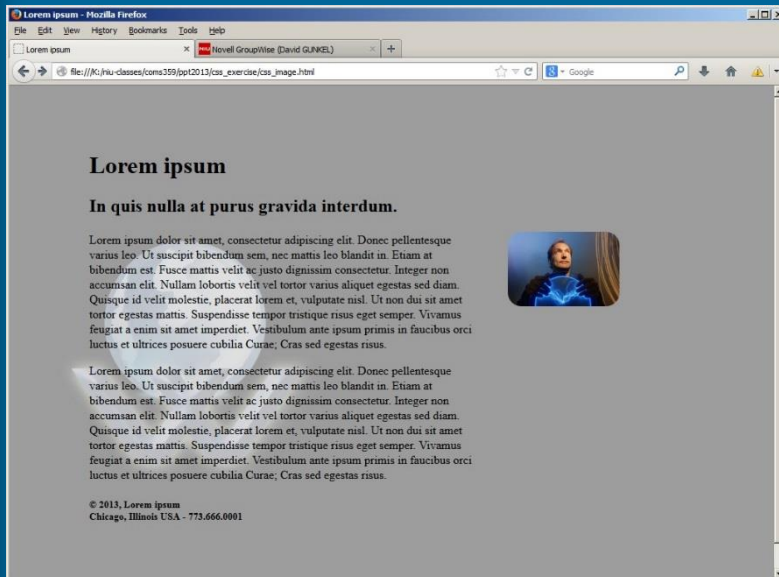 Lorem ipsum - Mozilla Firefox
File Edit View History Bookmarks Tools Help
Lorem ipsum
NIU Novell GroupWise (David GUNKEL)
file:///K:/niu-classes/coms359/ppt2013/css_exercise/css_image.html
8 Google
Lorem ipsum
In quis nulla at purus gravida interdum.
Lorem ipsum dolor sit amet, consectetur adipiscing elit. Donec pellentesque
varius leo. Ut suscipit bibendum sem, nec mattis leo blandit in. Etiam at
bibendum est. Fusce mattis velit ac justo dignissim consectetur. Integer non
accumsan elit. Nullam lobortis velit vel tortor varius aliquet egestas sed diam.
Quisque id velit molestie, placerat lorem et, vulputate nisl. Ut non dui sit amet
tortor egestas mattis. Suspendisse tempor tristique risus eget semper. Vivamus
feugiat a enim sit amet imperdiet. Vestibulum ante ipsum primis in faucibus orci
luctus et ultrices posuere cubilia Curae; Cras sed egestas risus.
Lorem ipsum dolor sit amet, consectetur adipiscing elit. Donec pellentesque
varius leo. Ut suscipit bibendum sem, nec mattis leo blandit in. Etiam at
bibendum est. Fusce mattis velit ac justo dignissim consectetur. Integer non
accumsan elit. Nullam lobortis velit vel tortor varius aliquet egestas sed diam.
Quisque id velit molestie, placerat lorem et, vulputate nisl. Ut non dui sit amet
tortor egestas mattis. Suspendisse tempor tristique risus eget semper. Vivamus
feugiat a enim sit amet imperdiet. Vestibulum ante ipsum primis in faucibus orci
luctus et ultrices posuere cubilia Curae; Cras sed egestas risus.
© 2013, Lorem ipsum
Chicago, Illinois USA - 773.666.0001